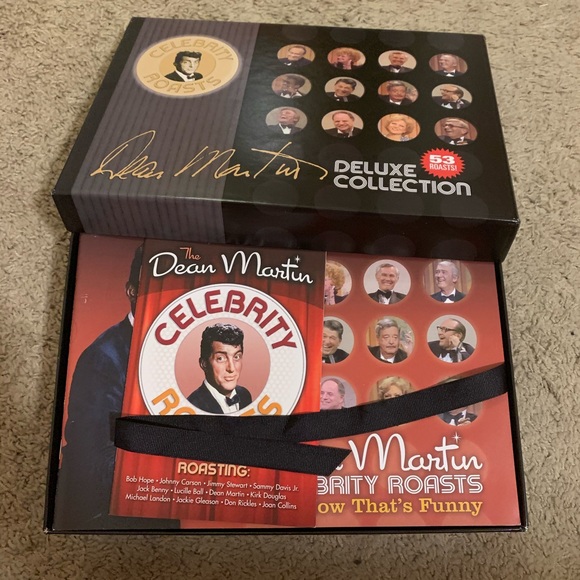 CELEBRITY
ROASTS
Dean Martin
DELUXE
COLLECTION
53
ROASTS!
The
Dean Martin
CELEBRITY
ROASTING:
Bob Hope • Johnny Carson • Jimmy Stewart • Sammy Davis Jr.
Jack Benny • Lucille Ball • Dean Martin • Kirk Douglas
Michael Landon • Jackie Gleason • Don Rickles • Joan Collins
Martin
BRITY ROASTS
ow That's Funny